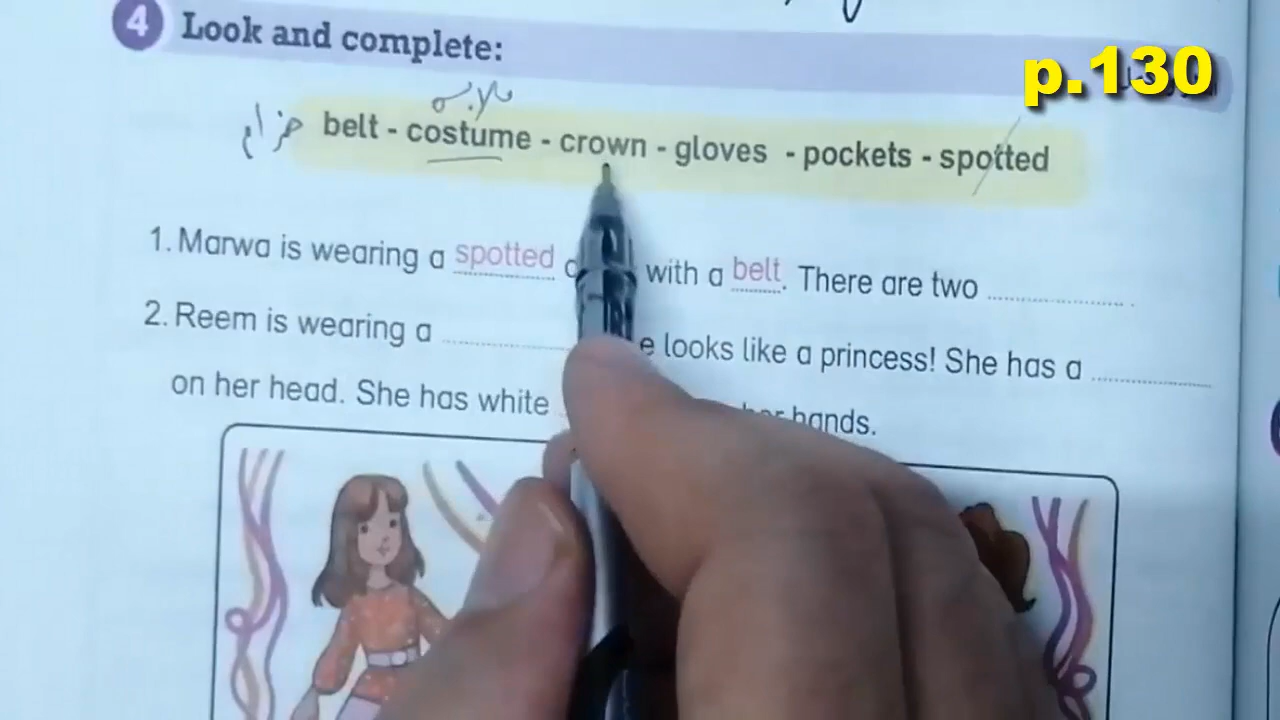 4 Look and complete:
p.130
حزام
ملابس
belt - costume - crown - gloves - pockets - spotted
1. Marwa is wearing a spotted with a belt. There are two ............
2. Reem is wearing a ............ looks like a princess! She has a ............
on her head. She has white hands.